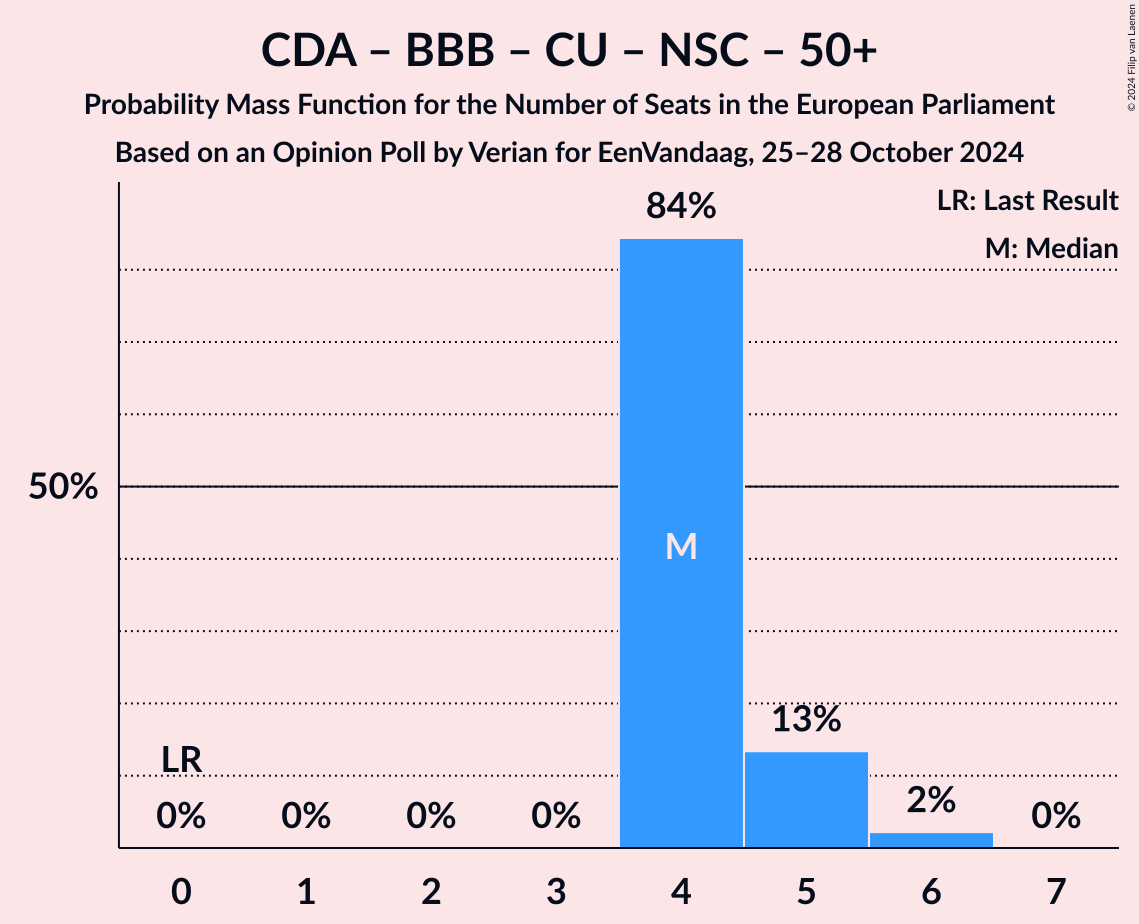 CDA – BBB – CU – NSC – 50+
Probability Mass Function for the Number of Seats in the European Parliament
Based on an Opinion Poll by Verian for EenVandaag, 25–28 October 2024
© 2024 Filip van Laenen
LR: Last Result
M: Median
84%
50%
M
13%
LR
2%
0% 0% 0% 0% 0%
0 1 2 3 4 5 6 7